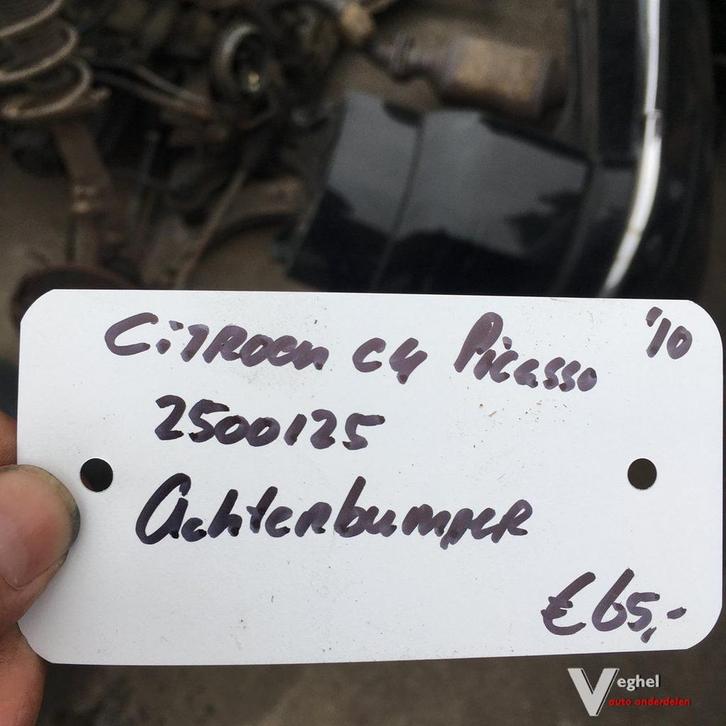 Citroen C4 Picasso '10
2500125
Achterbumper
€65,-
Veghel
auto onderdelen